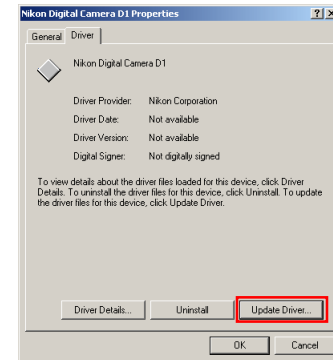 Nikon Digital Camera D1 Properties
General Driver
Nikon Digital Camera D1
Driver Provider: Nikon Corporation
Driver Date: Not available
Driver Version: Not available
Digital Signer: Not digitally signed
To view details about the driver files loaded for this device, click Driver
Details. To uninstall the driver files for this device, click Uninstall. To update
the driver files for this device, click Update Driver.
Driver Details... Uninstall Update Driver...
OK Cancel